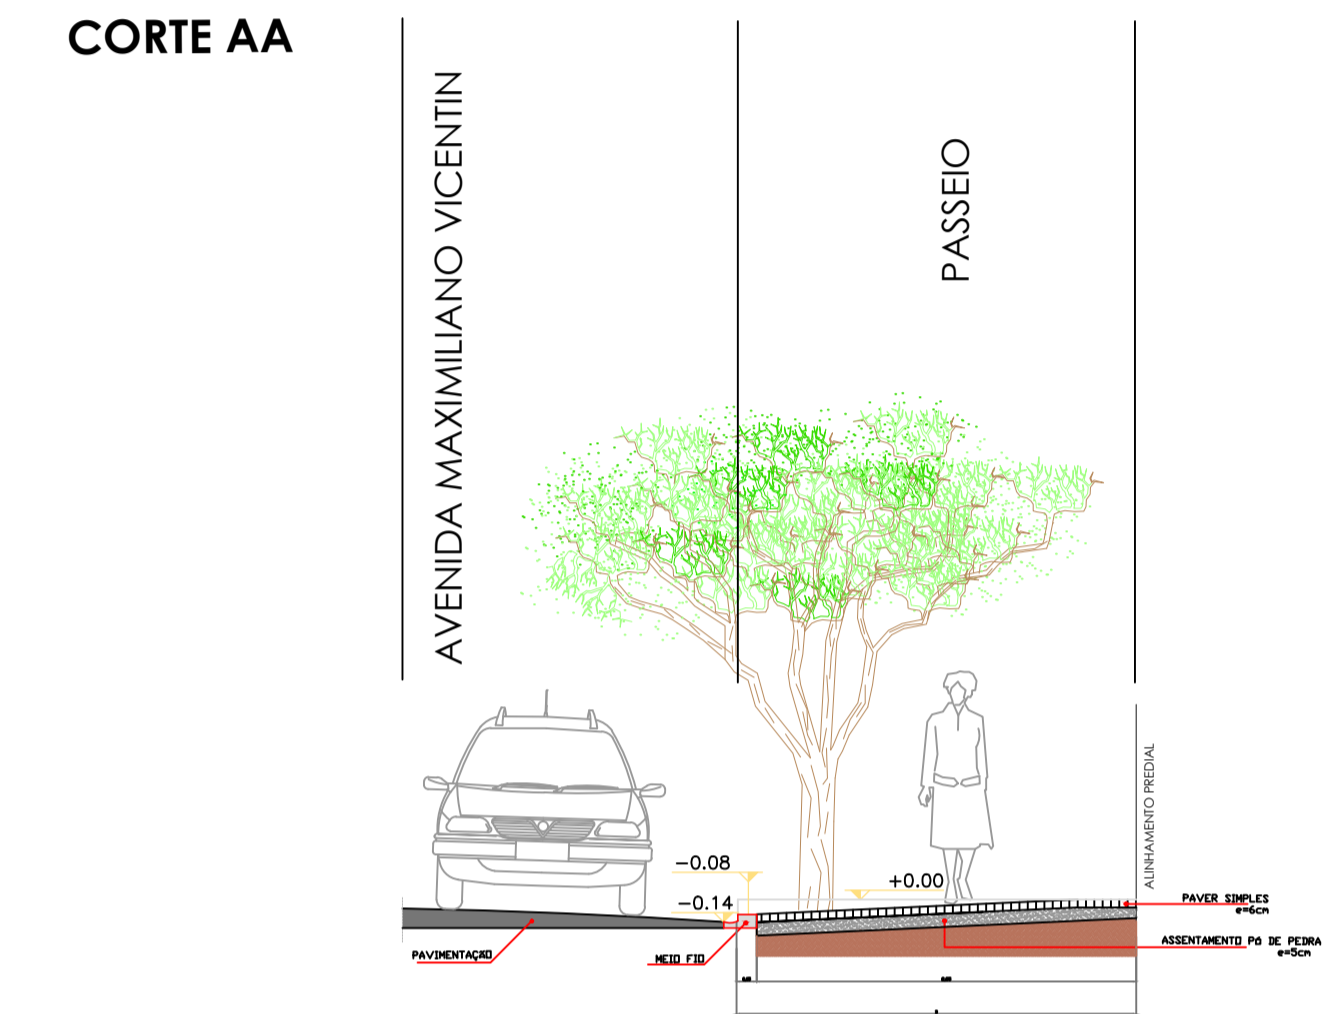 CORTE AA
AVENIDA MAXIMILIANO VICENTIN
PASSEIO
ALINHAMENTO PREDIAL
-0.08
+0.00
-0.14
PAVER SIMPLES
e=6cm
ASSENTAMENTO PÓ DE PEDRA
e=5cm
PAVIMENTAÇÃO
MEIO FIO